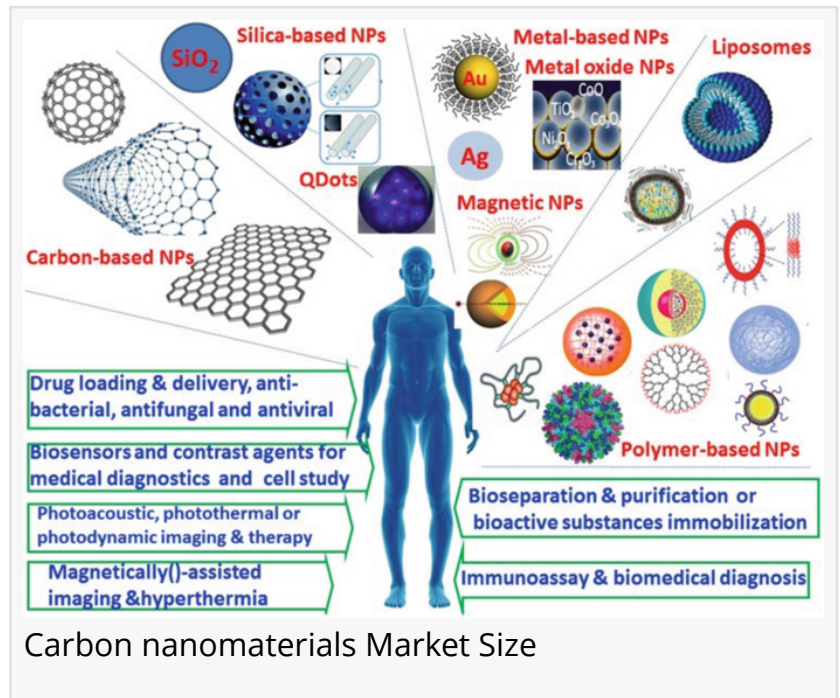 Silica-based NPs
SiO2
QDots
Carbon-based NPs
Metal-based NPs
Metal oxide NPs
Au
Ag
CoO
TiO2
Co3O4
Cr2O3
Magnetic NPs
Liposomes
Polymer-based NPs
Drug loading & delivery, anti-
bacterial, antifungal and antiviral
Biosensors and contrast agents for
medical diagnostics and cell study
Photoacoustic, photothermal or
photodynamic imaging & therapy
Magnetically()-assisted
imaging &hyperthermia
Bioseparation & purification or
bioactive substances immobilization
Immunoassay & biomedical diagnosis
Carbon nanomaterials Market Size